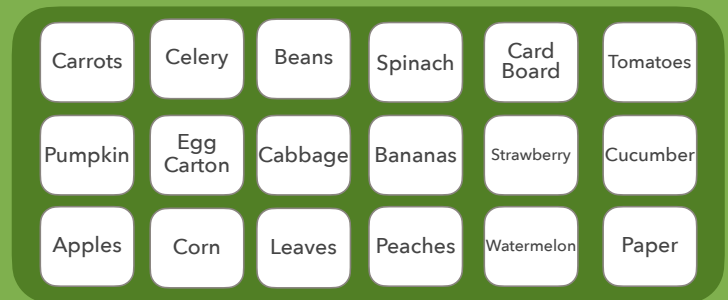 Carrots
Celery
Beans
Spinach
Card
Board
Tomatoes
Pumpkin
Egg
Carton
Cabbage
Bananas
Strawberry
Cucumber
Apples
Corn
Leaves
Peaches
Watermelon
Paper